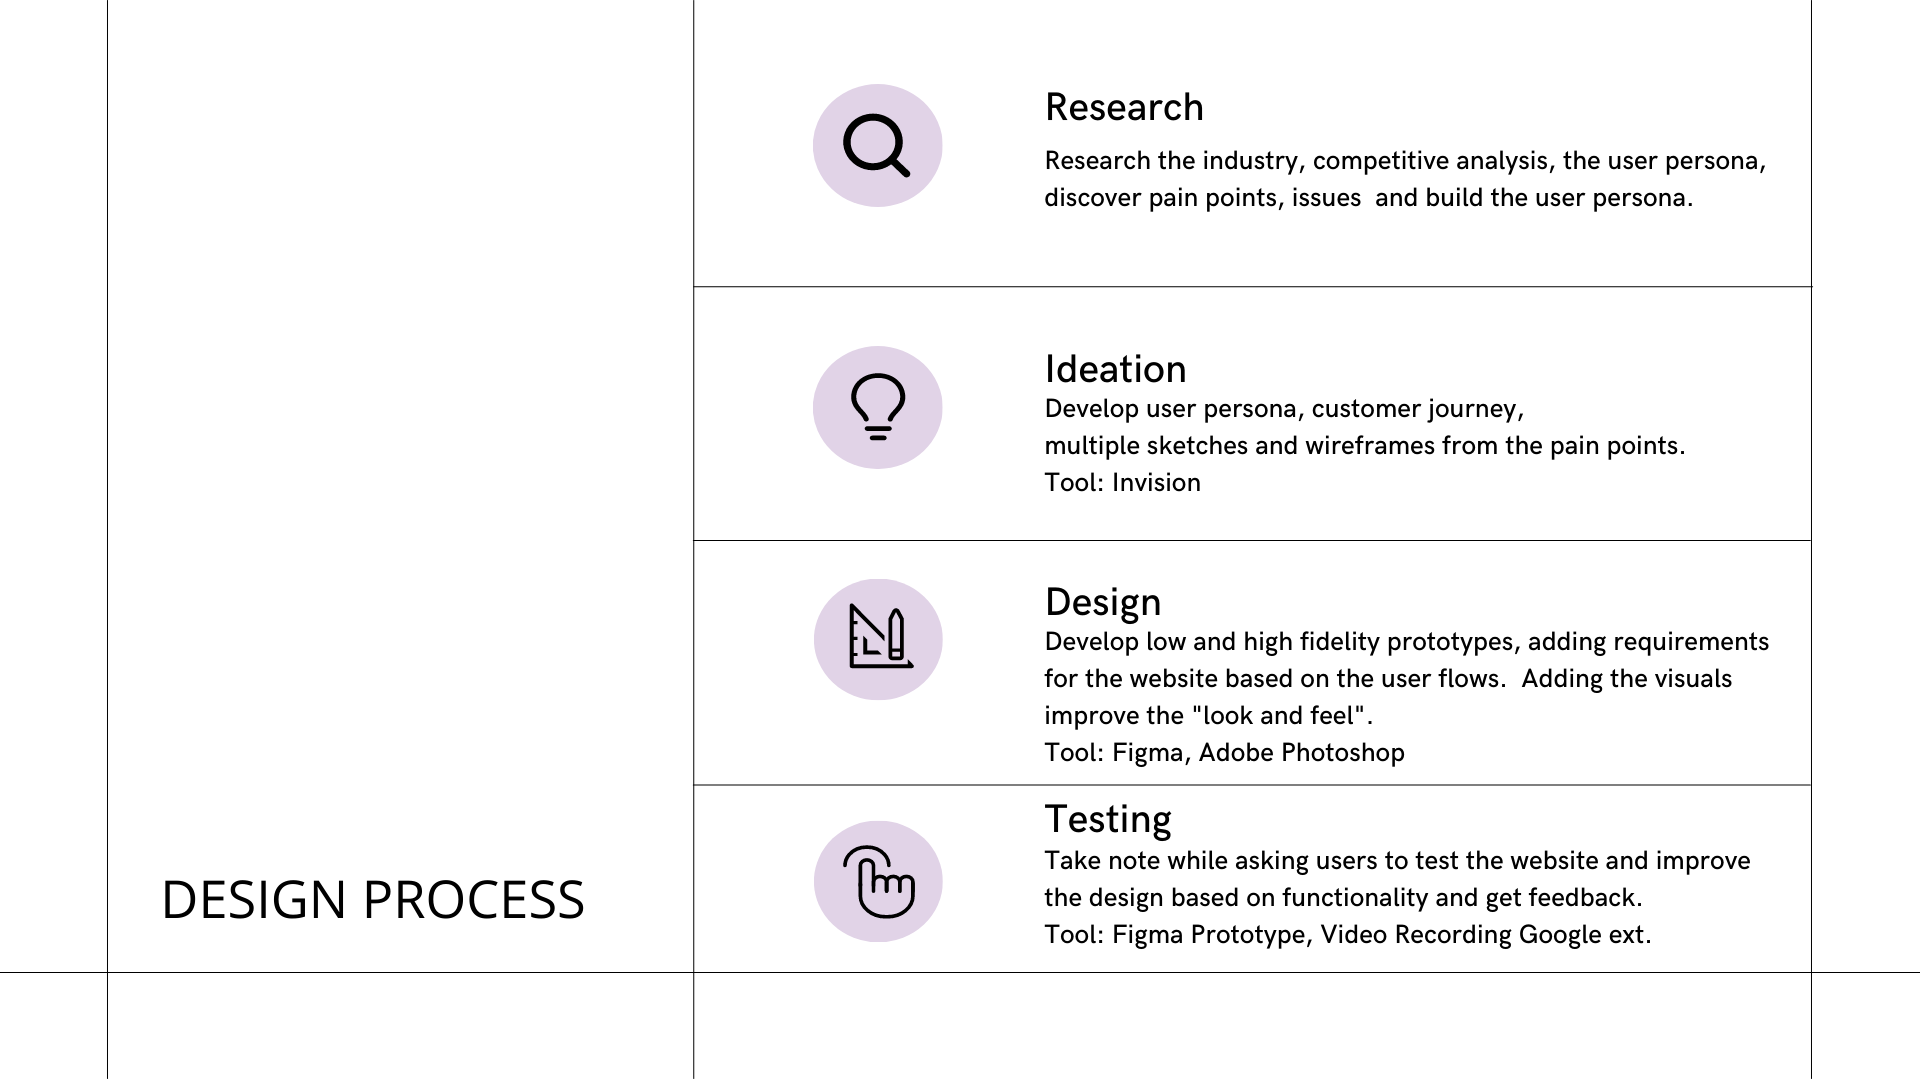 Research
Research the industry, competitive analysis, the user persona,
discover pain points, issues  and build the user persona.
Ideation
Develop user persona, customer journey,
multiple sketches and wireframes from the pain points.
Tool: Invision
Design
Develop low and high fidelity prototypes, adding requirements
for the website based on the user flows.  Adding the visuals
improve the "look and feel".
Tool: Figma, Adobe Photoshop
Testing
Take note while asking users to test the website and improve
the design based on functionality and get feedback.
Tool: Figma Prototype, Video Recording Google ext.
DESIGN PROCESS